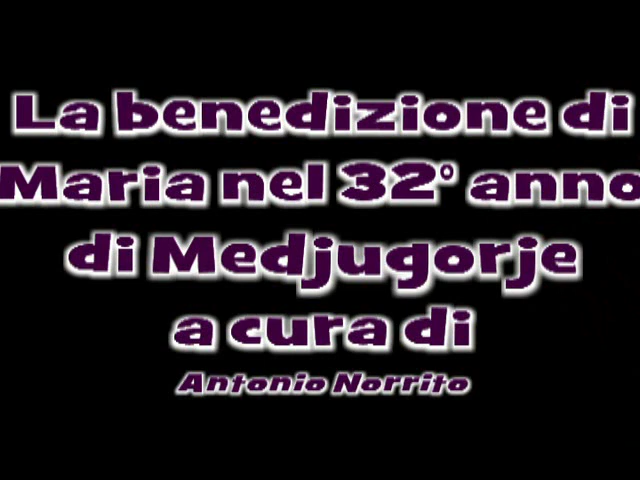 La benedizione di
Maria nel 32° anno
di Medjugorje
a cura di
Antonio Norrito